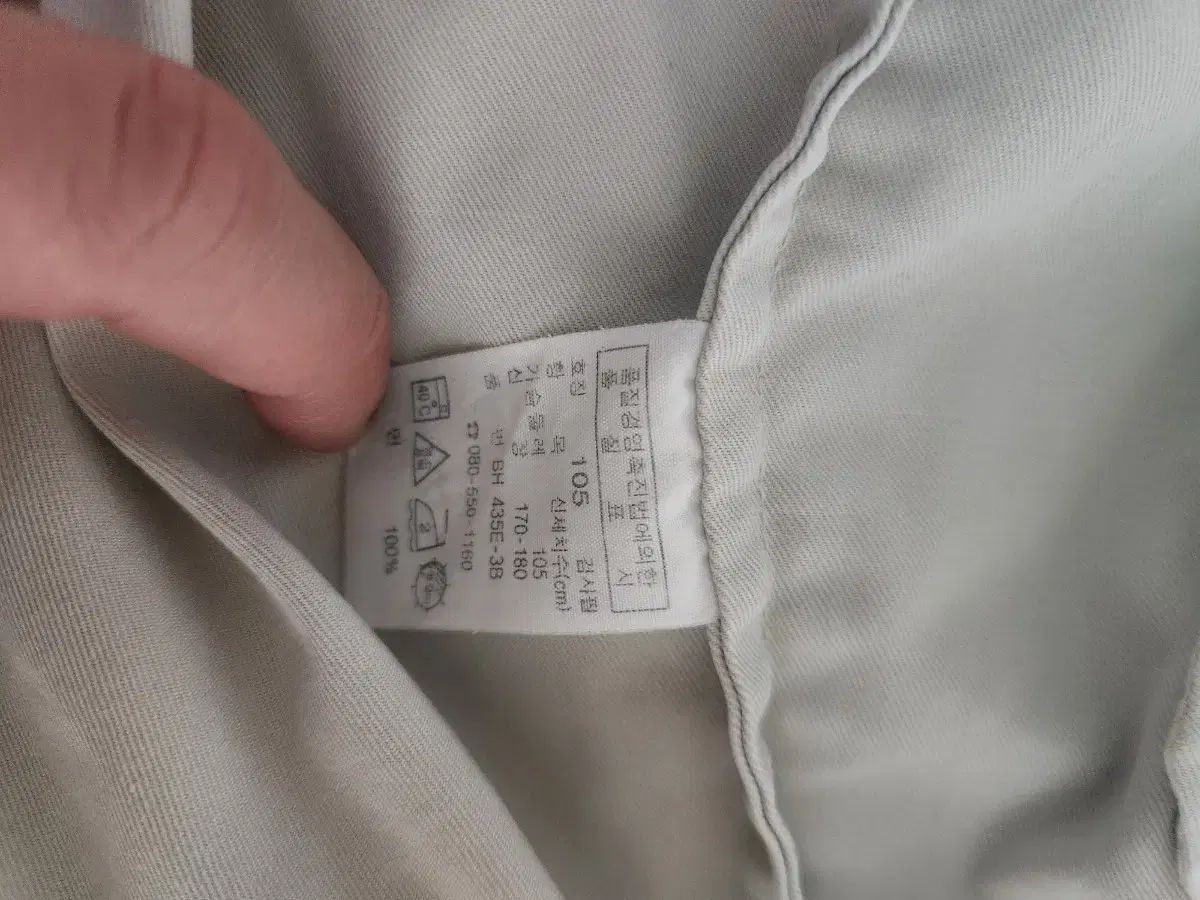 품질경영촉진법에의한
품 질 표 시
호칭 105 검사필
항 목 신체치수(cm)
가슴둘레 105
신 장 170-180
품 번 BH 435E-3B
☎ 080-550-1160
40℃
2
면 100%